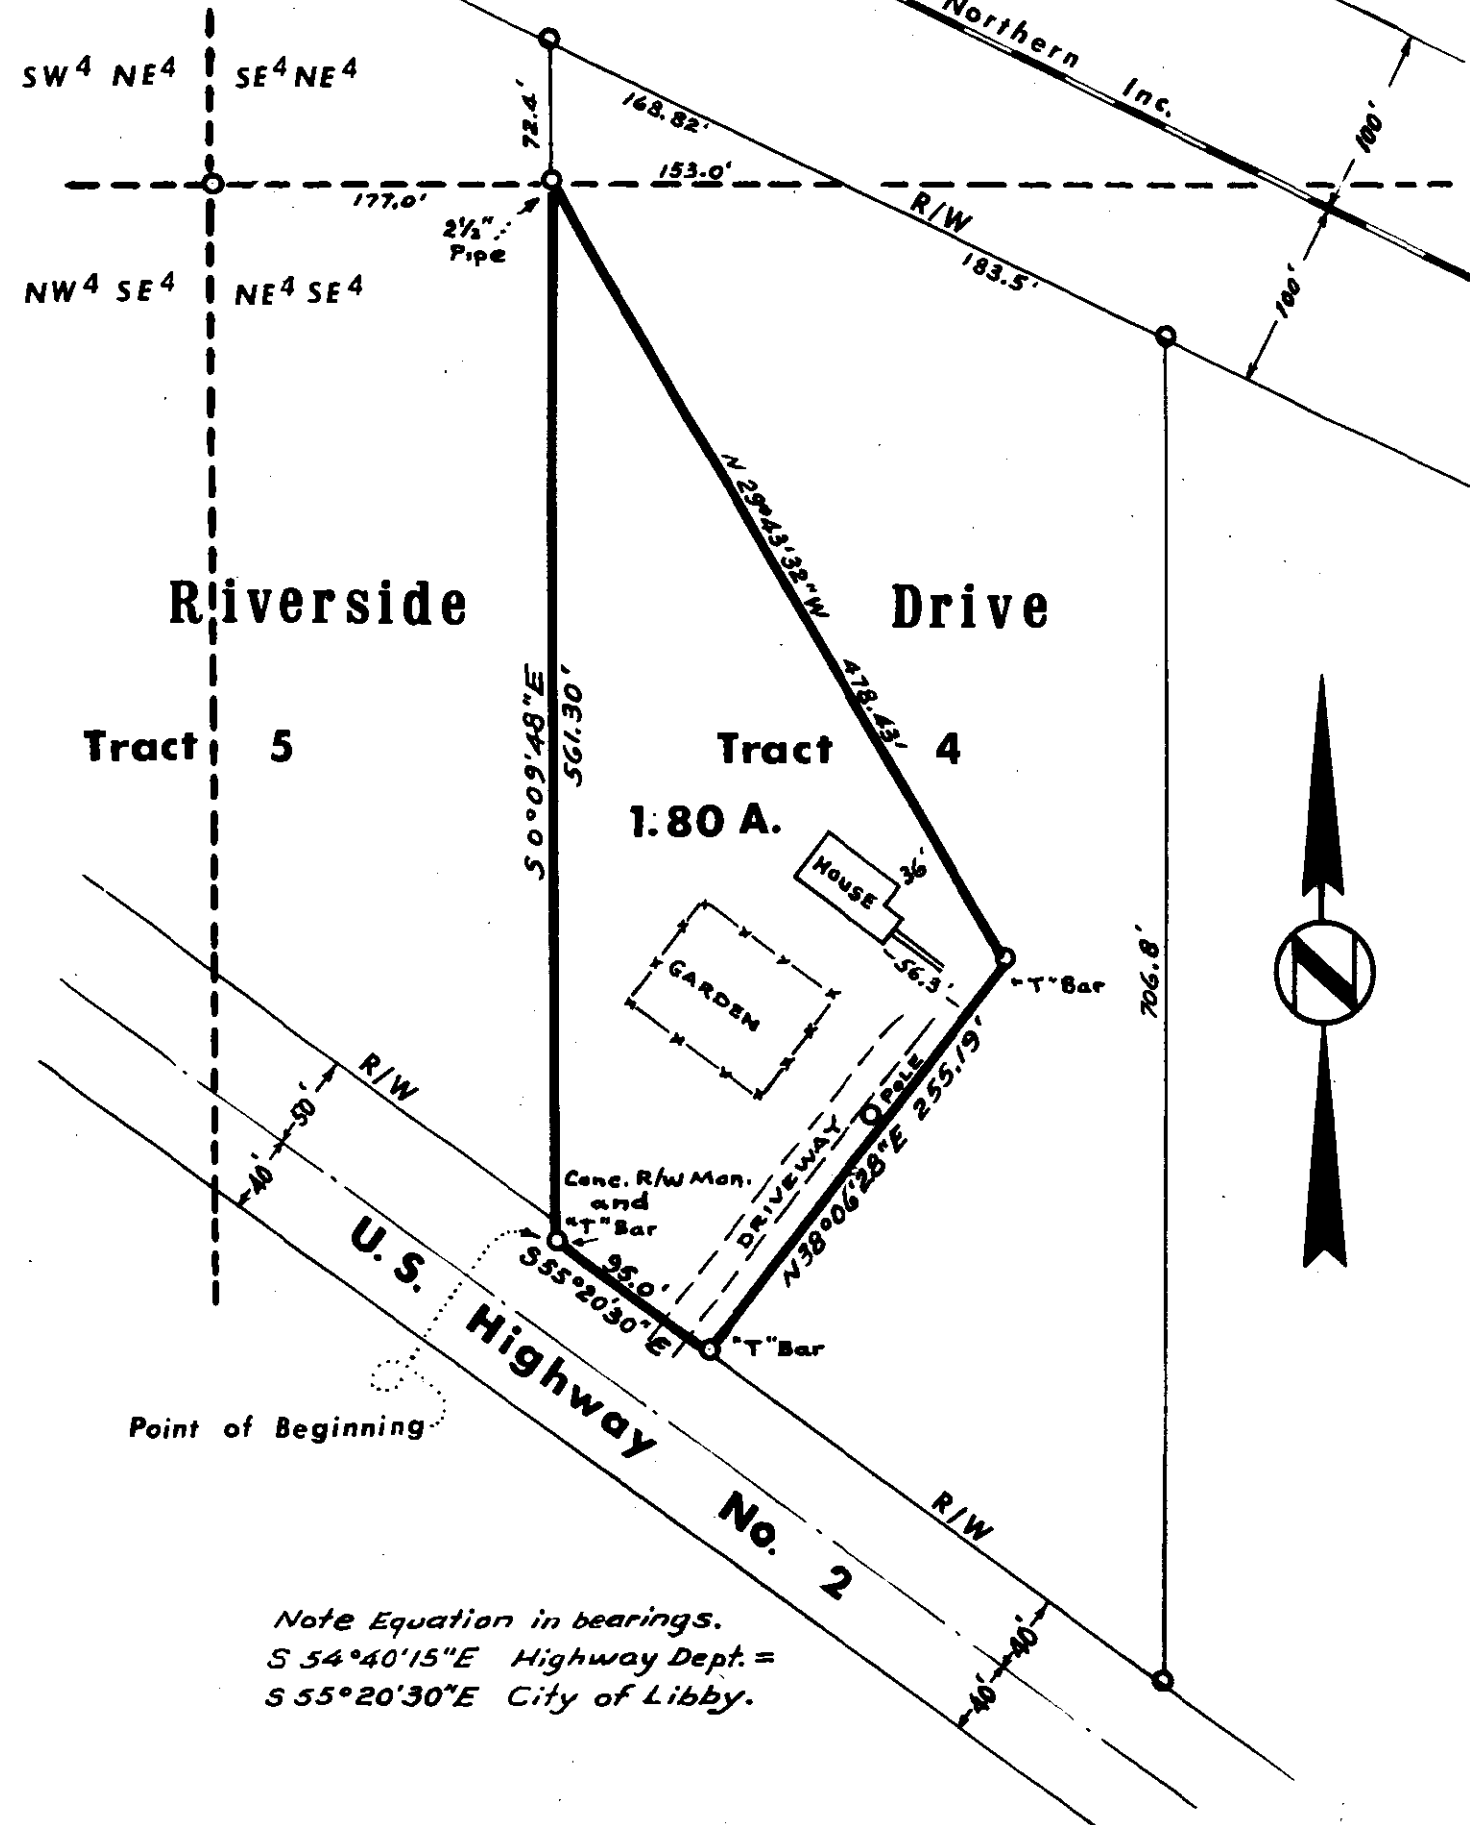 Northern Inc.
SW4 NE4
SE4 NE4
72.4'
168.82'
100'
177.0'
153.0'
2½"
Pipe
R/W
183.5'
100'
NW4 SE4
NE4 SE4
N 29°43'32"W 478.43'
Riverside Drive
S 0°09'48"E
561.30'
Tract 5
Tract 4
1.80 A.
HOUSE
36'
56.3'
GARDEN
"T" Bar
706.8'
N
R/W
50'
40'
POLE
DRIVEWAY
N38°06'28"E 255.19'
Conc. R/W Mon.
and
"T" Bar
95.0'
S 55°20'30" E
"T" Bar
Point of Beginning
U.S. Highway No. 2
R/W
40'
40'
Note Equation in bearings.
S 54°40'15"E Highway Dept. =
S 55°20'30"E City of Libby.